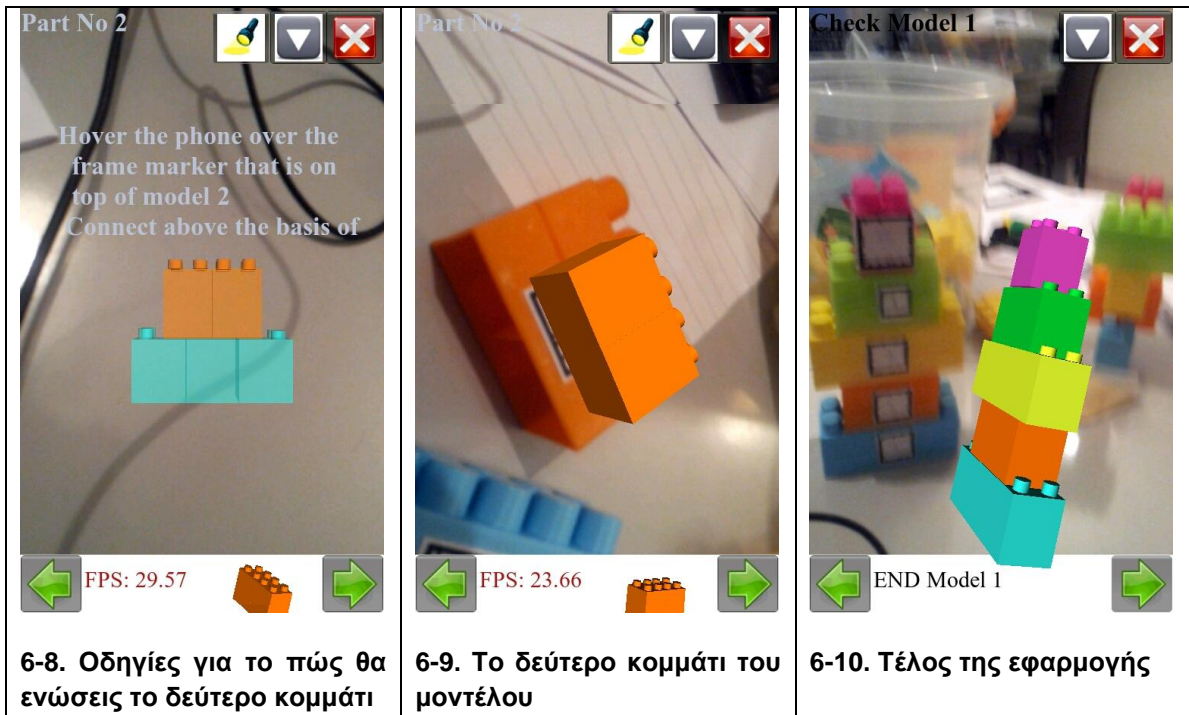 Part No 2
Hover the phone over the
frame marker that is on
top of model 2
Connect above the basis of
FPS: 29.57
6-8. Οδηγίες για το πώς θα
ενώσεις το δεύτερο κομμάτι
Part No 2
FPS: 23.66
6-9. Το δεύτερο κομμάτι του
μοντέλου
Check Model 1
END Model 1
6-10. Τέλος της εφαρμογής